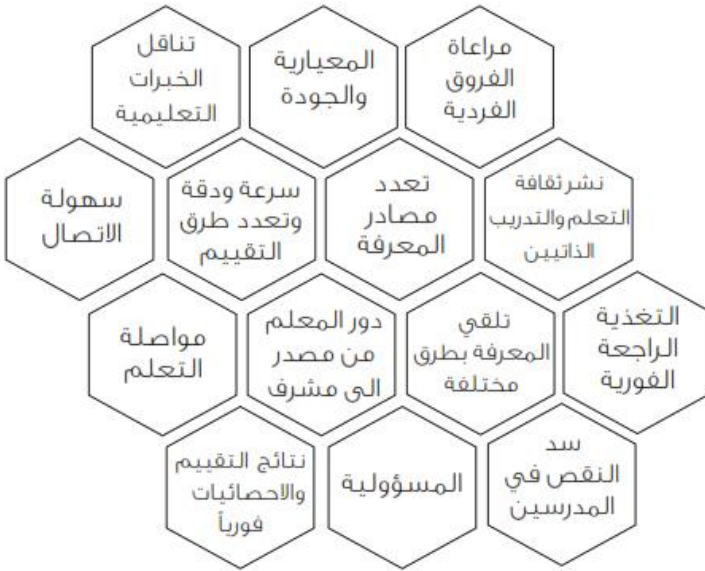 مراعاة
الفروق
الفردية
المعيارية
والجودة
تناقل
الخبرات
التعليمية
نشر ثقافة
التعلم والتدريب
الذاتيين
تعدد
مصادر
المعرفة
سرعة ودقة
وتعدد طرق
التقييم
سهولة
الاتصال
التغذية
الراجعة
الفورية
تلقي
المعرفة بطرق
مختلفة
دور المعلم
من مصدر
الى مشرف
مواصلة
التعلم
سد
النقص في
المدرسين
المسؤولية
نتائج التقييم
والاحصائيات
فورياً